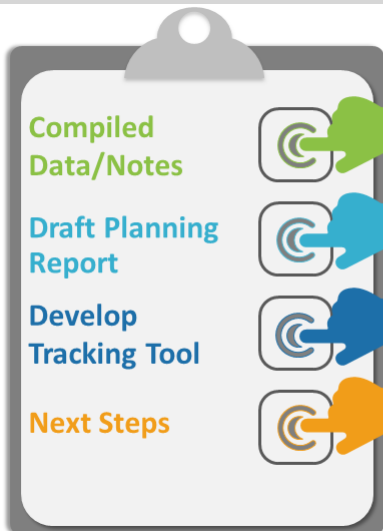 Compiled
Data/Notes
Draft Planning
Report
Develop
Tracking Tool
Next Steps